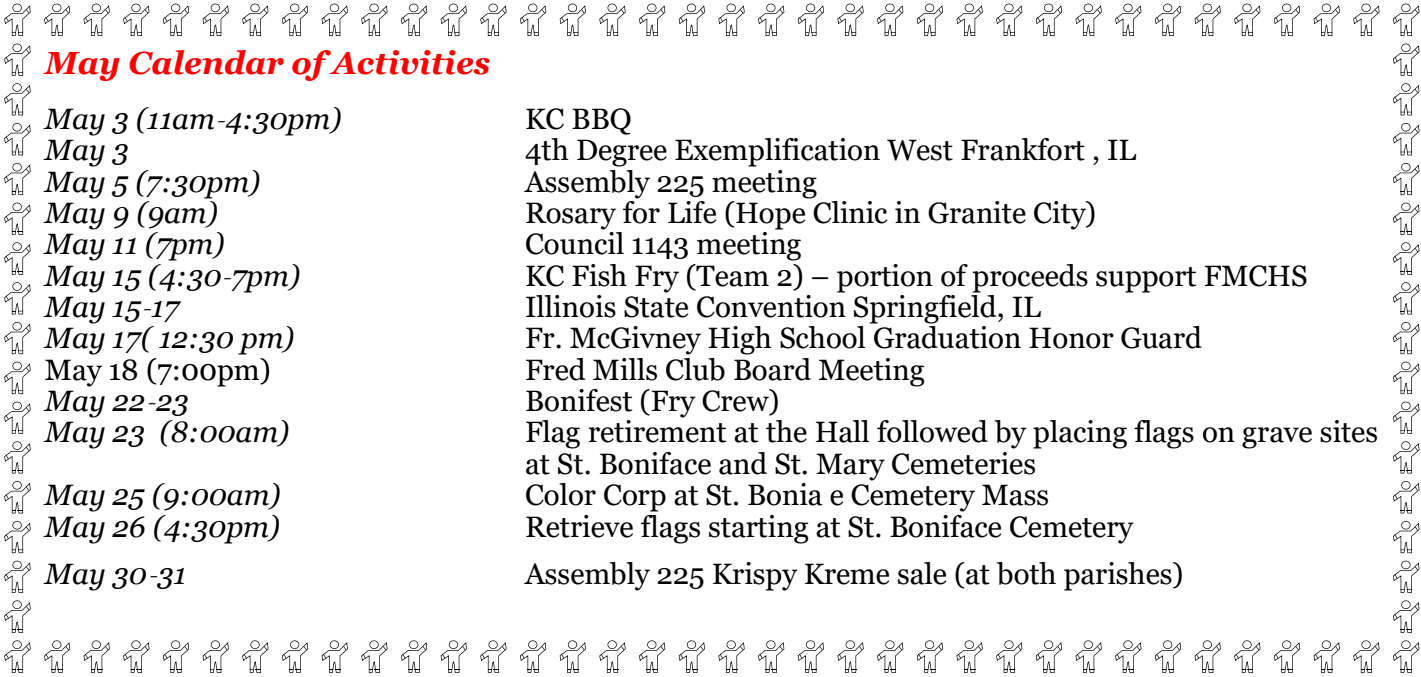 May Calendar of Activities
May 3 (11am-4:30pm) KC BBQ
May 3 4th Degree Exemplification West Frankfort , IL
May 5 (7:30pm) Assembly 225 meeting
May 9 (9am) Rosary for Life (Hope Clinic in Granite City)
May 11 (7pm) Council 1143 meeting
May 15 (4:30-7pm) KC Fish Fry (Team 2) – portion of proceeds support FMCHS
May 15-17 Illinois State Convention Springfield, IL
May 17( 12:30 pm) Fr. McGivney High School Graduation Honor Guard
May 18 (7:00pm) Fred Mills Club Board Meeting
May 22-23 Bonifest (Fry Crew)
May 23 (8:00am) Flag retirement at the Hall followed by placing flags on grave sites
at St. Boniface and St. Mary Cemeteries
May 25 (9:00am) Color Corp at St. Bonia e Cemetery Mass
May 26 (4:30pm) Retrieve flags starting at St. Boniface Cemetery
May 30-31 Assembly 225 Krispy Kreme sale (at both parishes)